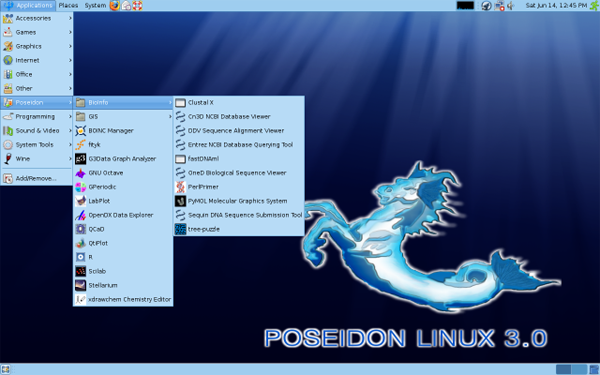 Applications Places System Sat Jun 14, 12:45 PM
Accessories
Games
Graphics
Internet
Office
Other
Poseidon
Programming
Sound & Video
System Tools
Wine
Add/Remove...
BioInfo
GIS
BOINC Manager
fityk
G3Data Graph Analyzer
GNU Octave
GPeriodic
LabPlot
OpenDX Data Explorer
QCaD
QtiPlot
R
Scilab
Stellarium
xdrawchem Chemistry Editor
Clustal X
Cn3D NCBI Database Viewer
DDV Sequence Alignment Viewer
Entrez NCBI Database Querying Tool
fastDNAml
OneD Biological Sequence Viewer
PerlPrimer
PyMOL Molecular Graphics System
Sequin DNA Sequence Submission Tool
tree-puzzle
POSEIDON LINUX 3.0